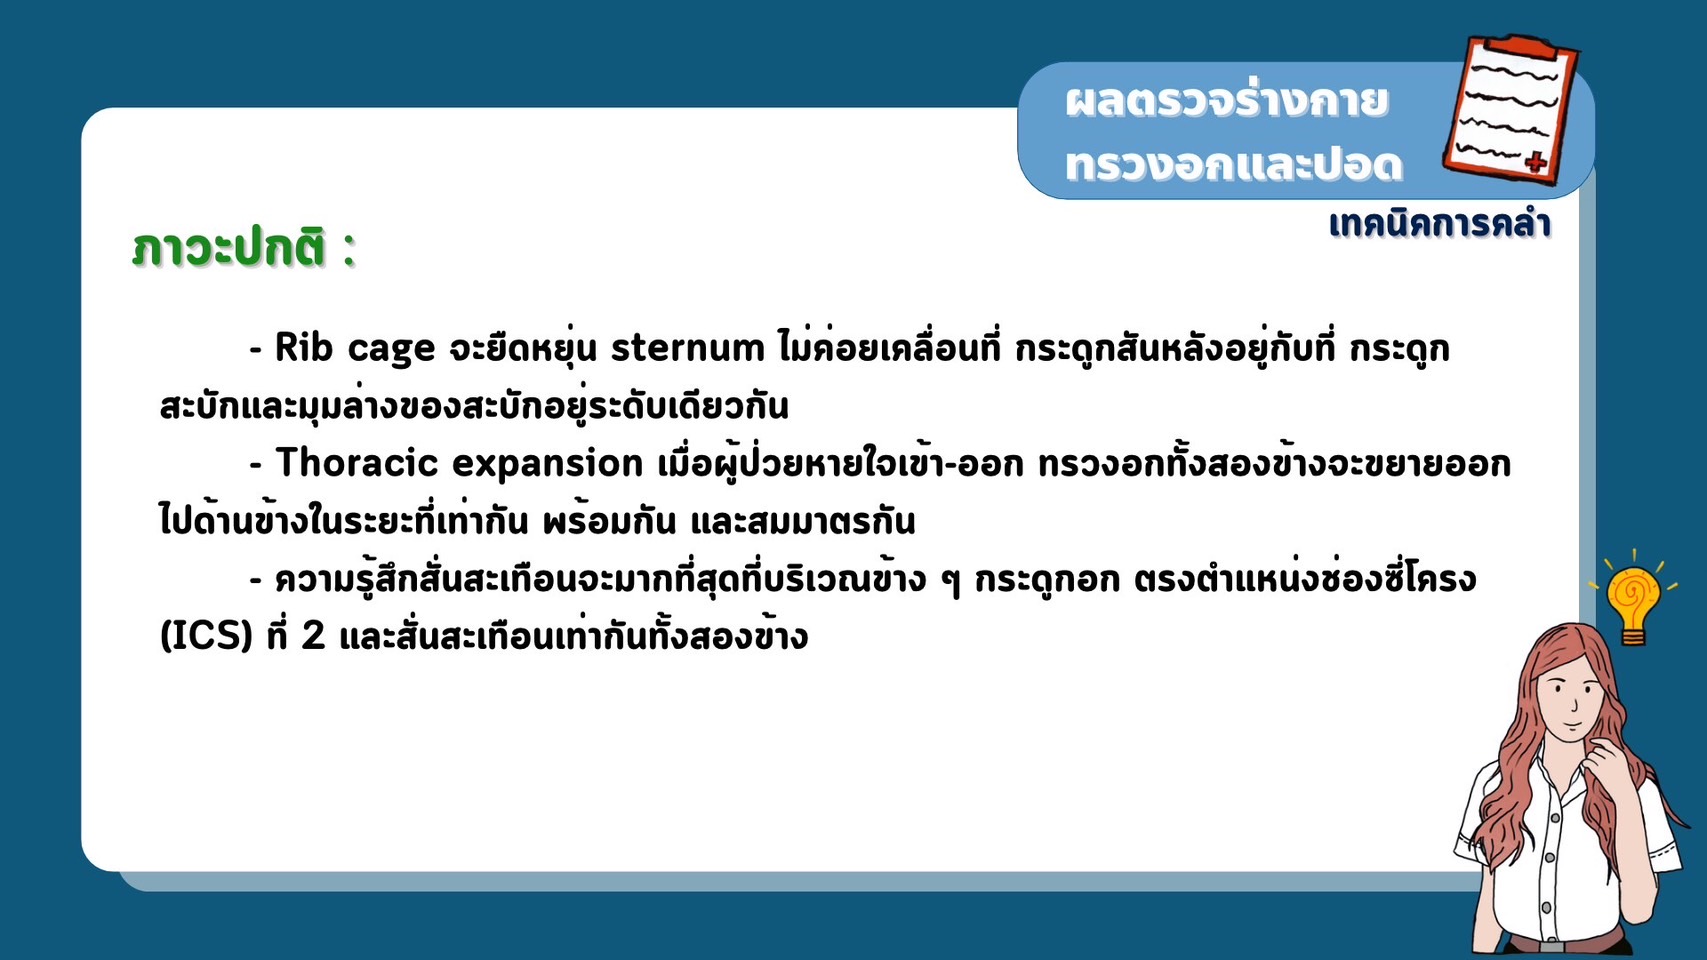 ผลตรวจร่างกาย
ทรวงอกและปอด
เทคนิคการคลำ
ภาวะปกติ :
- Rib cage จะยืดหยุ่น sternum ไม่ค่อยเคลื่อนที่ กระดูกสันหลังอยู่กับที่ กระดูก
สะบักและมุมล่างของสะบักอยู่ระดับเดียวกัน
- Thoracic expansion เมื่อผู้ป่วยหายใจเข้า-ออก ทรวงอกทั้งสองข้างจะขยายออก
ไปด้านข้างในระยะที่เท่ากัน พร้อมกัน และสมมาตรกัน
- ความรู้สึกสั่นสะเทือนจะมากที่สุดที่บริเวณข้าง ๆ กระดูกอก ตรงตำแหน่งช่องซี่โครง
(ICS) ที่ 2 และสั่นสะเทือนเท่ากันทั้งสองข้าง